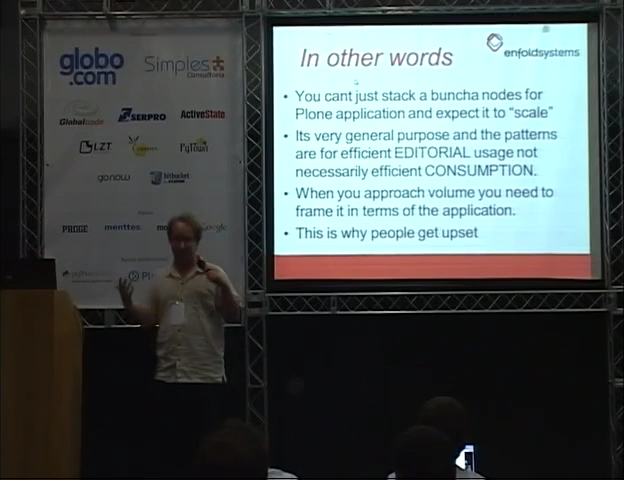 globo
.com
Simples
Consultoria
Globalcode
SERPRO
ActiveState
LZT
PyTown
gonow
bitbucket
PROGE
menttes
Google
In other words
enfoldsystems
• You cant just stack a buncha nodes for
Plone application and expect it to “scale”
• Its very general purpose and the patterns
are for efficient EDITORIAL usage not
necessarily efficient CONSUMPTION.
• When you approach volume you need to
frame it in terms of the application.
• This is why people get upset